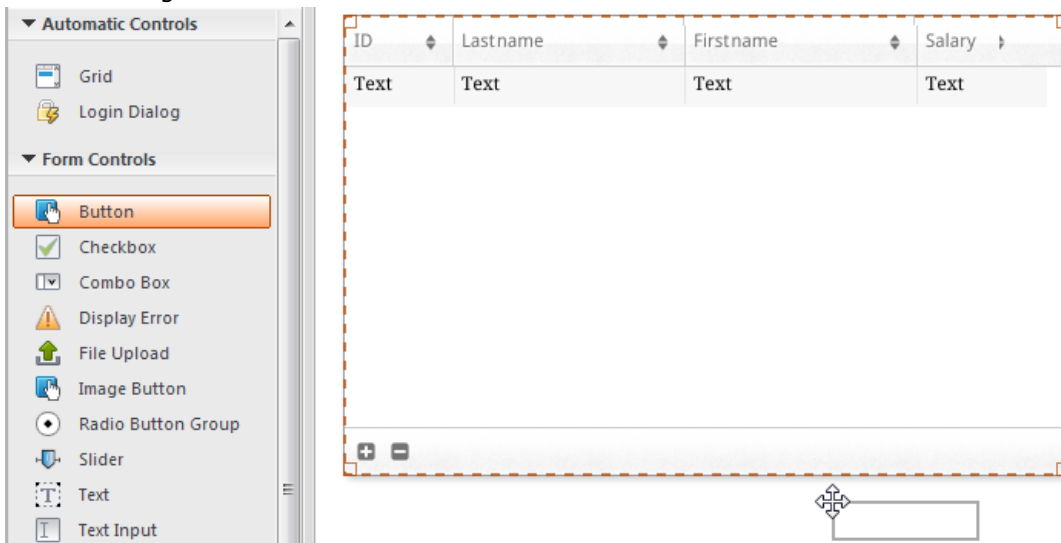 Automatic Controls
Grid
Login Dialog
Form Controls
Button
Checkbox
Combo Box
Display Error
File Upload
Image Button
Radio Button Group
Slider
Text
Text Input
ID Lastname Firstname Salary
Text Text Text Text